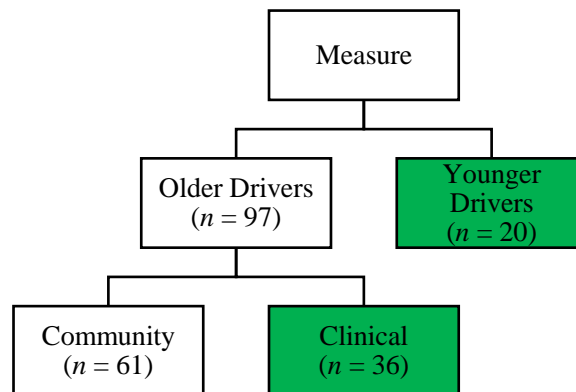 Measure
Older Drivers
(n = 97)
Younger
Drivers
(n = 20)
Community
(n = 61)
Clinical
(n = 36)